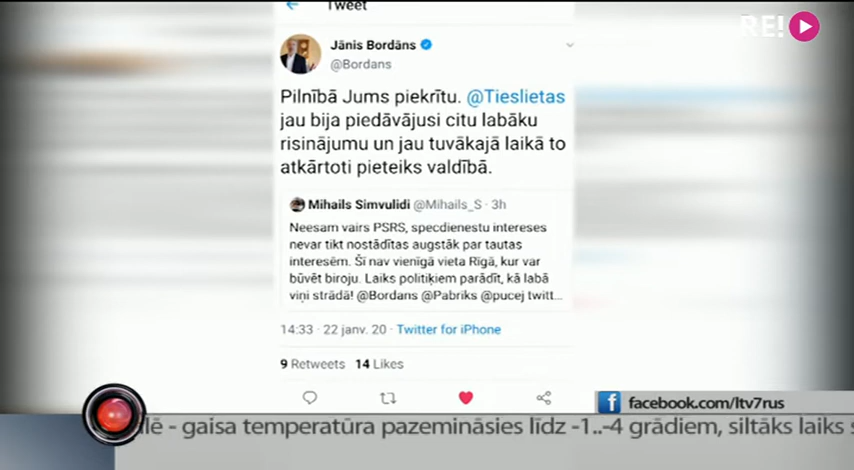 Tweet
RE!
Jānis Bordāns
@Bordans
Pilnībā Jums piekrītu. @Tieslietas
jau bija piedāvājusi citu labāku
risinājumu un jau tuvākajā laikā to
atkārtoti pieteiks valdībā.
Mihails Simvulidi @Mihails_S · 3h
Neesam vairs PSRS, specdienestu intereses
nevar tikt nostādītas augstāk par tautas
interesēm. Šī nav vienīgā vieta Rīgā, kur var
būvēt biroju. Laiks politiķiem parādīt, kā labā
viņi strādā! @Bordans @Pabriks @pucej twitt...
14:33 · 22 janv. 20 · Twitter for iPhone
9 Retweets 14 Likes
facebook.com/ltv7rus
- gaisa temperatūra pazemināsies līdz -1..-4 grādiem, siltāks laiks